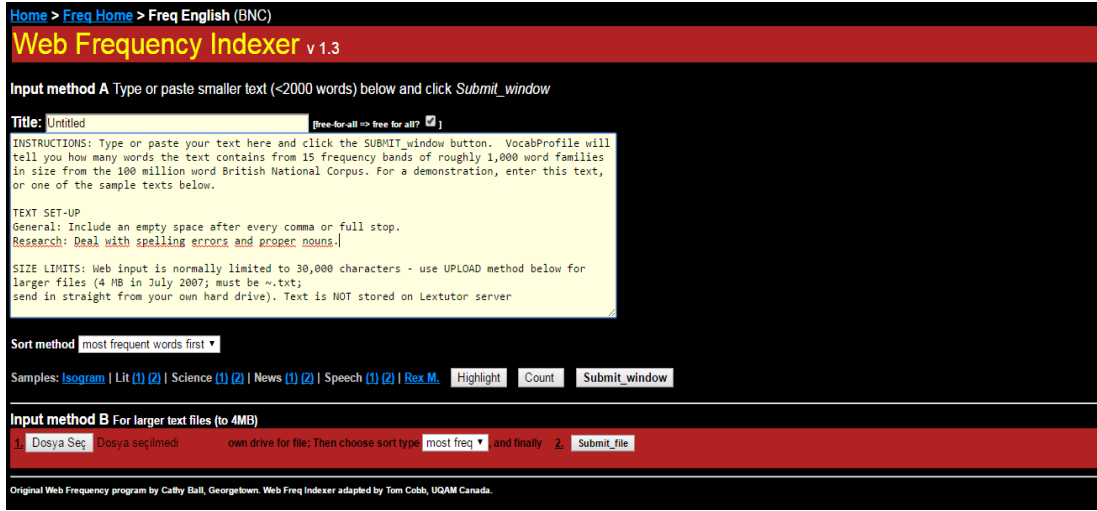 Home > Freq Home > Freq English (BNC)
Web Frequency Indexer v 1.3
Input method A Type or paste smaller text (<2000 words) below and click Submit_window
Title: Untitled [free-for-all => free for all? ]
INSTRUCTIONS: Type or paste your text here and click the SUBMIT_window button. VocabProfile will
tell you how many words the text contains from 15 frequency bands of roughly 1,000 word families
in size from the 100 million word British National Corpus. For a demonstration, enter this text,
or one of the sample texts below.
TEXT SET-UP
General: Include an empty space after every comma or full stop.
Research: Deal with spelling errors and proper nouns.
SIZE LIMITS: Web input is normally limited to 30,000 characters - use UPLOAD method below for
larger files (4 MB in July 2007; must be ~.txt;
send in straight from your own hard drive). Text is NOT stored on Lextutor server
Sort method most frequent words first
Samples: Isogram | Lit (1) (2) | Science (1) (2) | News (1) (2) | Speech (1) (2) | Rex M. Highlight Count Submit_window
Input method B For larger text files (to 4MB)
1. Dosya Seç Dosya seçilmedi own drive for file; Then choose sort type most freq , and finally 2. Submit_file
Original Web Frequency program by Cathy Ball, Georgetown. Web Freq Indexer adapted by Tom Cobb, UQAM Canada.